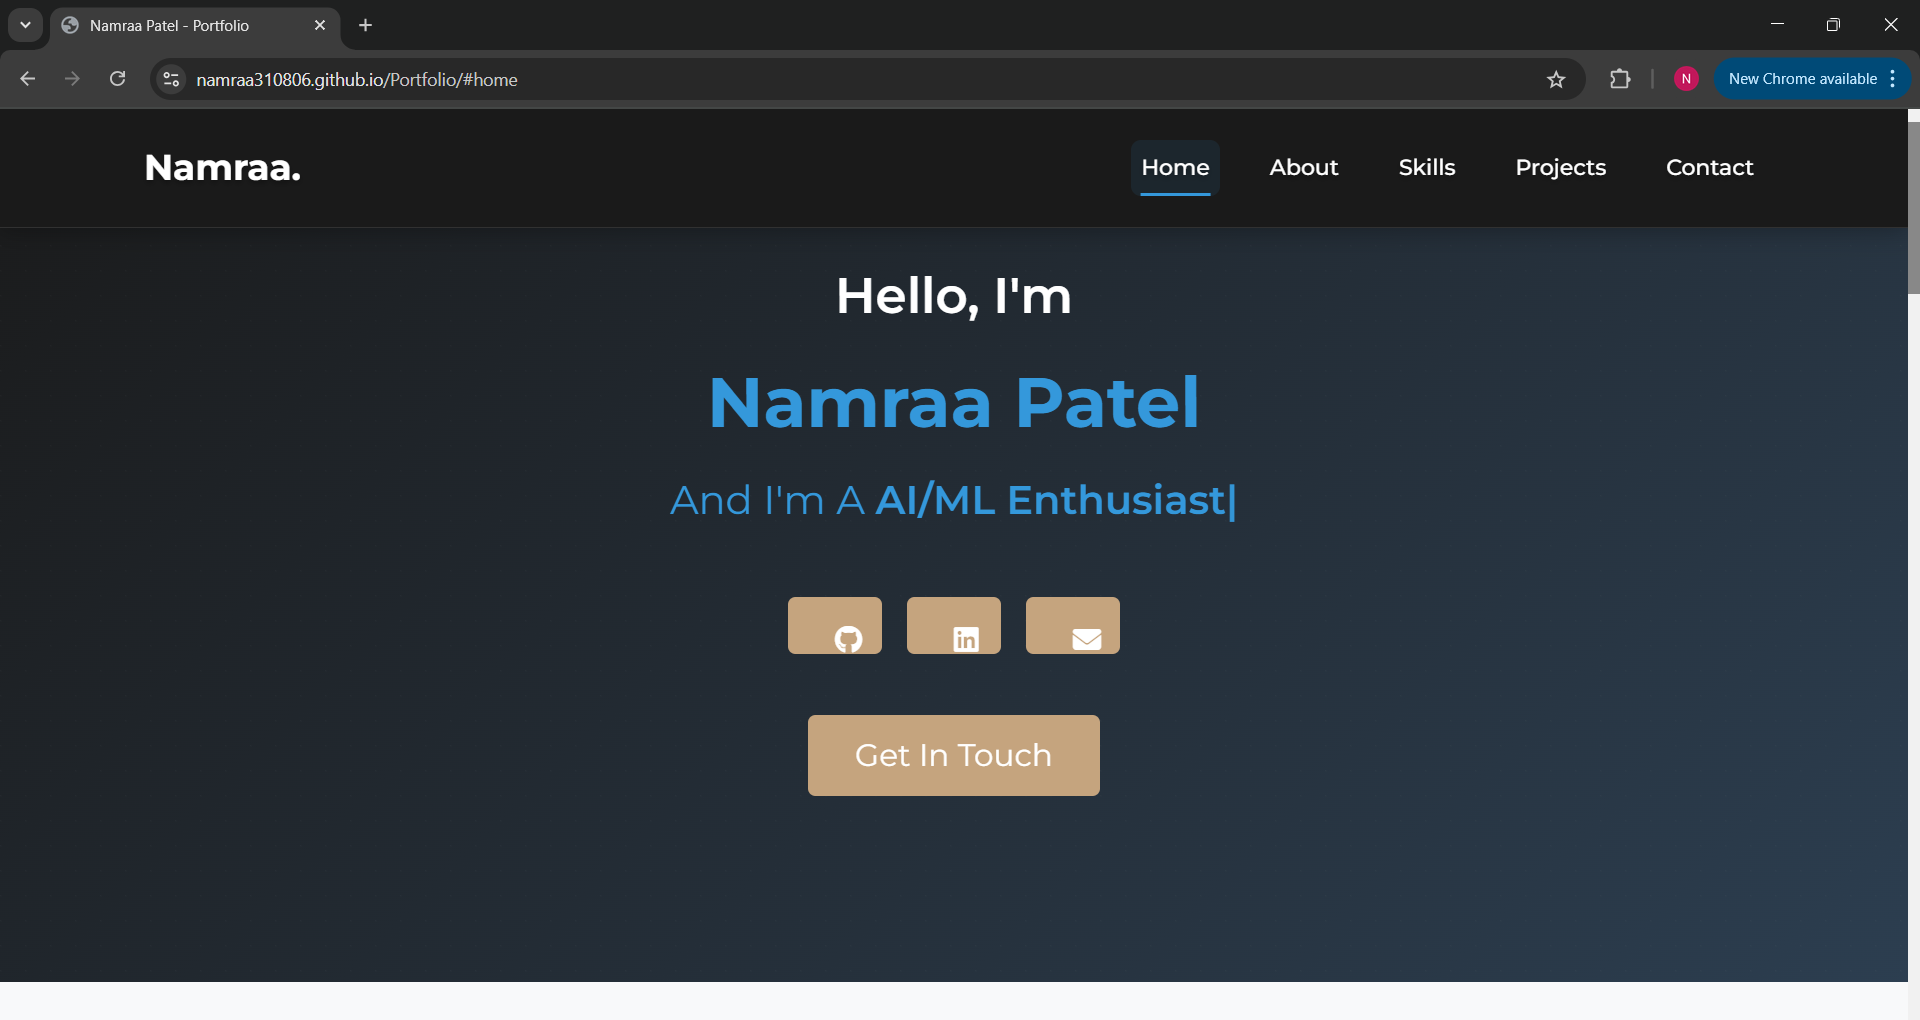 Namraa Patel - Portfolio
namraa310806.github.io/Portfolio/#home
N
New Chrome available
Namraa.
Home
About
Skills
Projects
Contact
Hello, I'm
Namraa Patel
And I'm A AI/ML Enthusiast|
in
Get In Touch